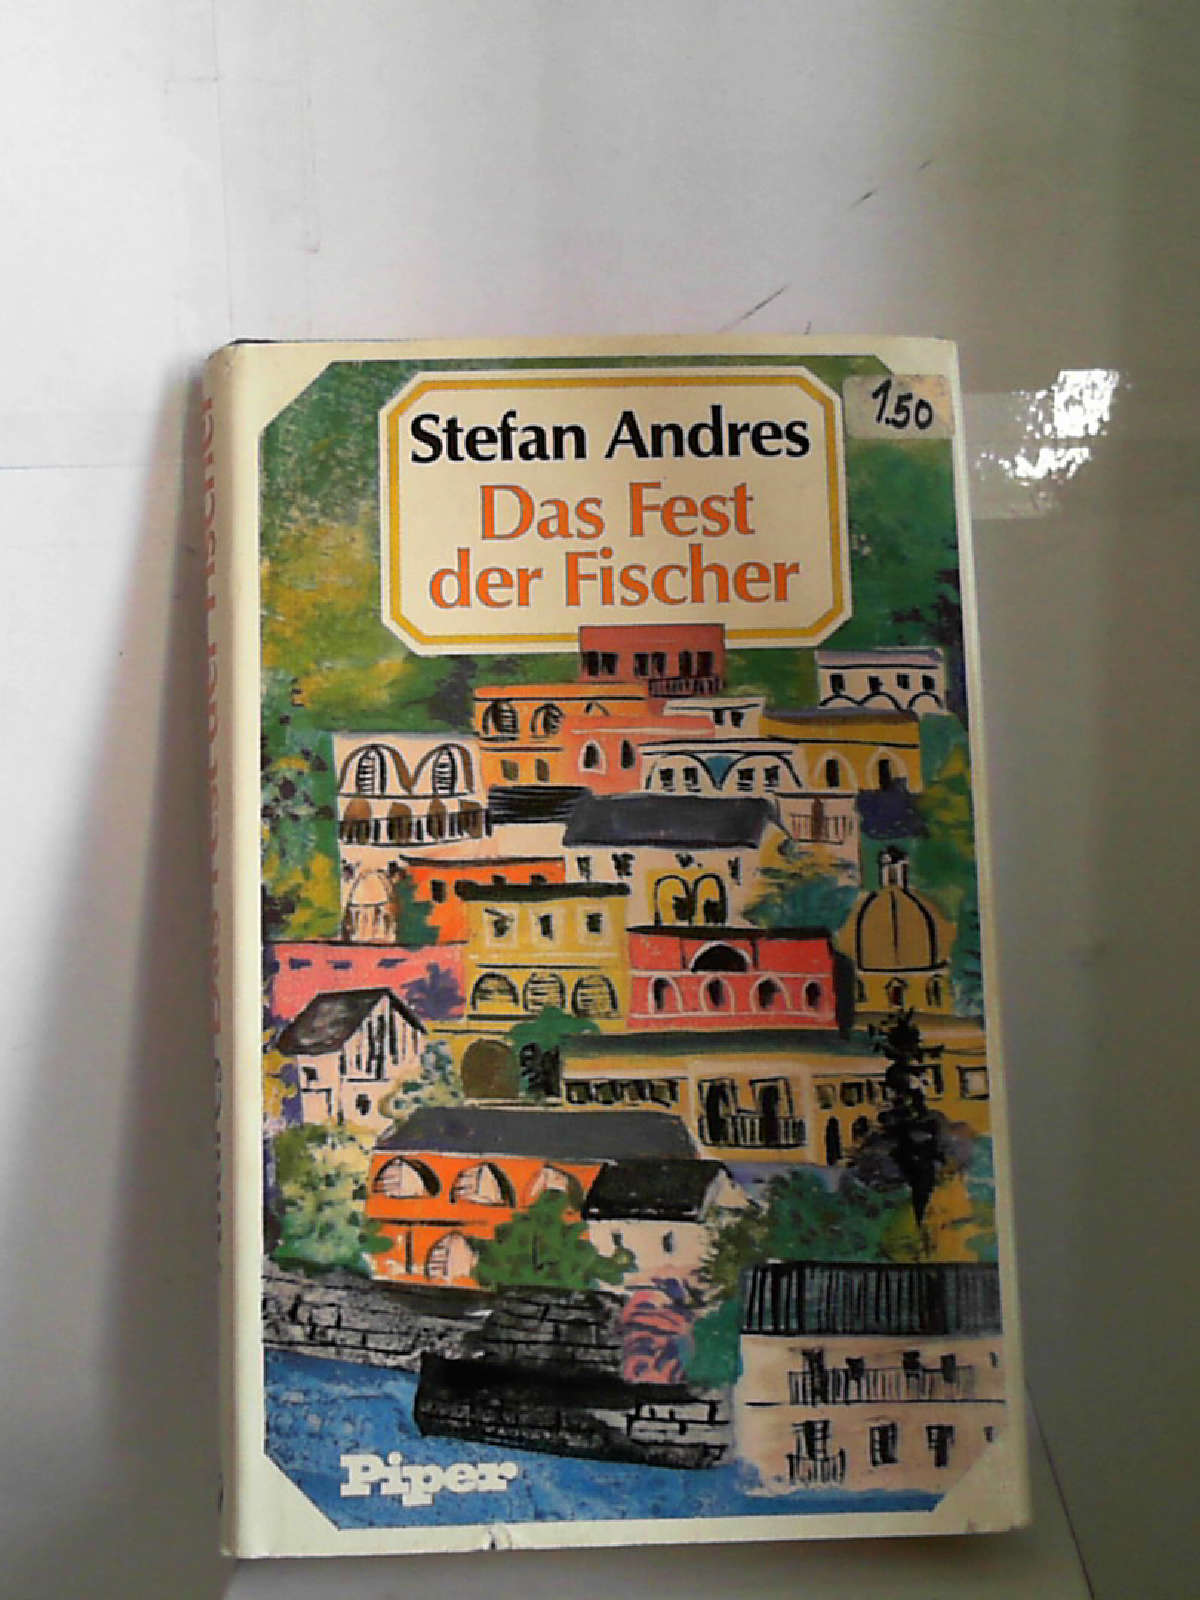 Stefan Andres
Das Fest
der Fischer
1.50
Piper